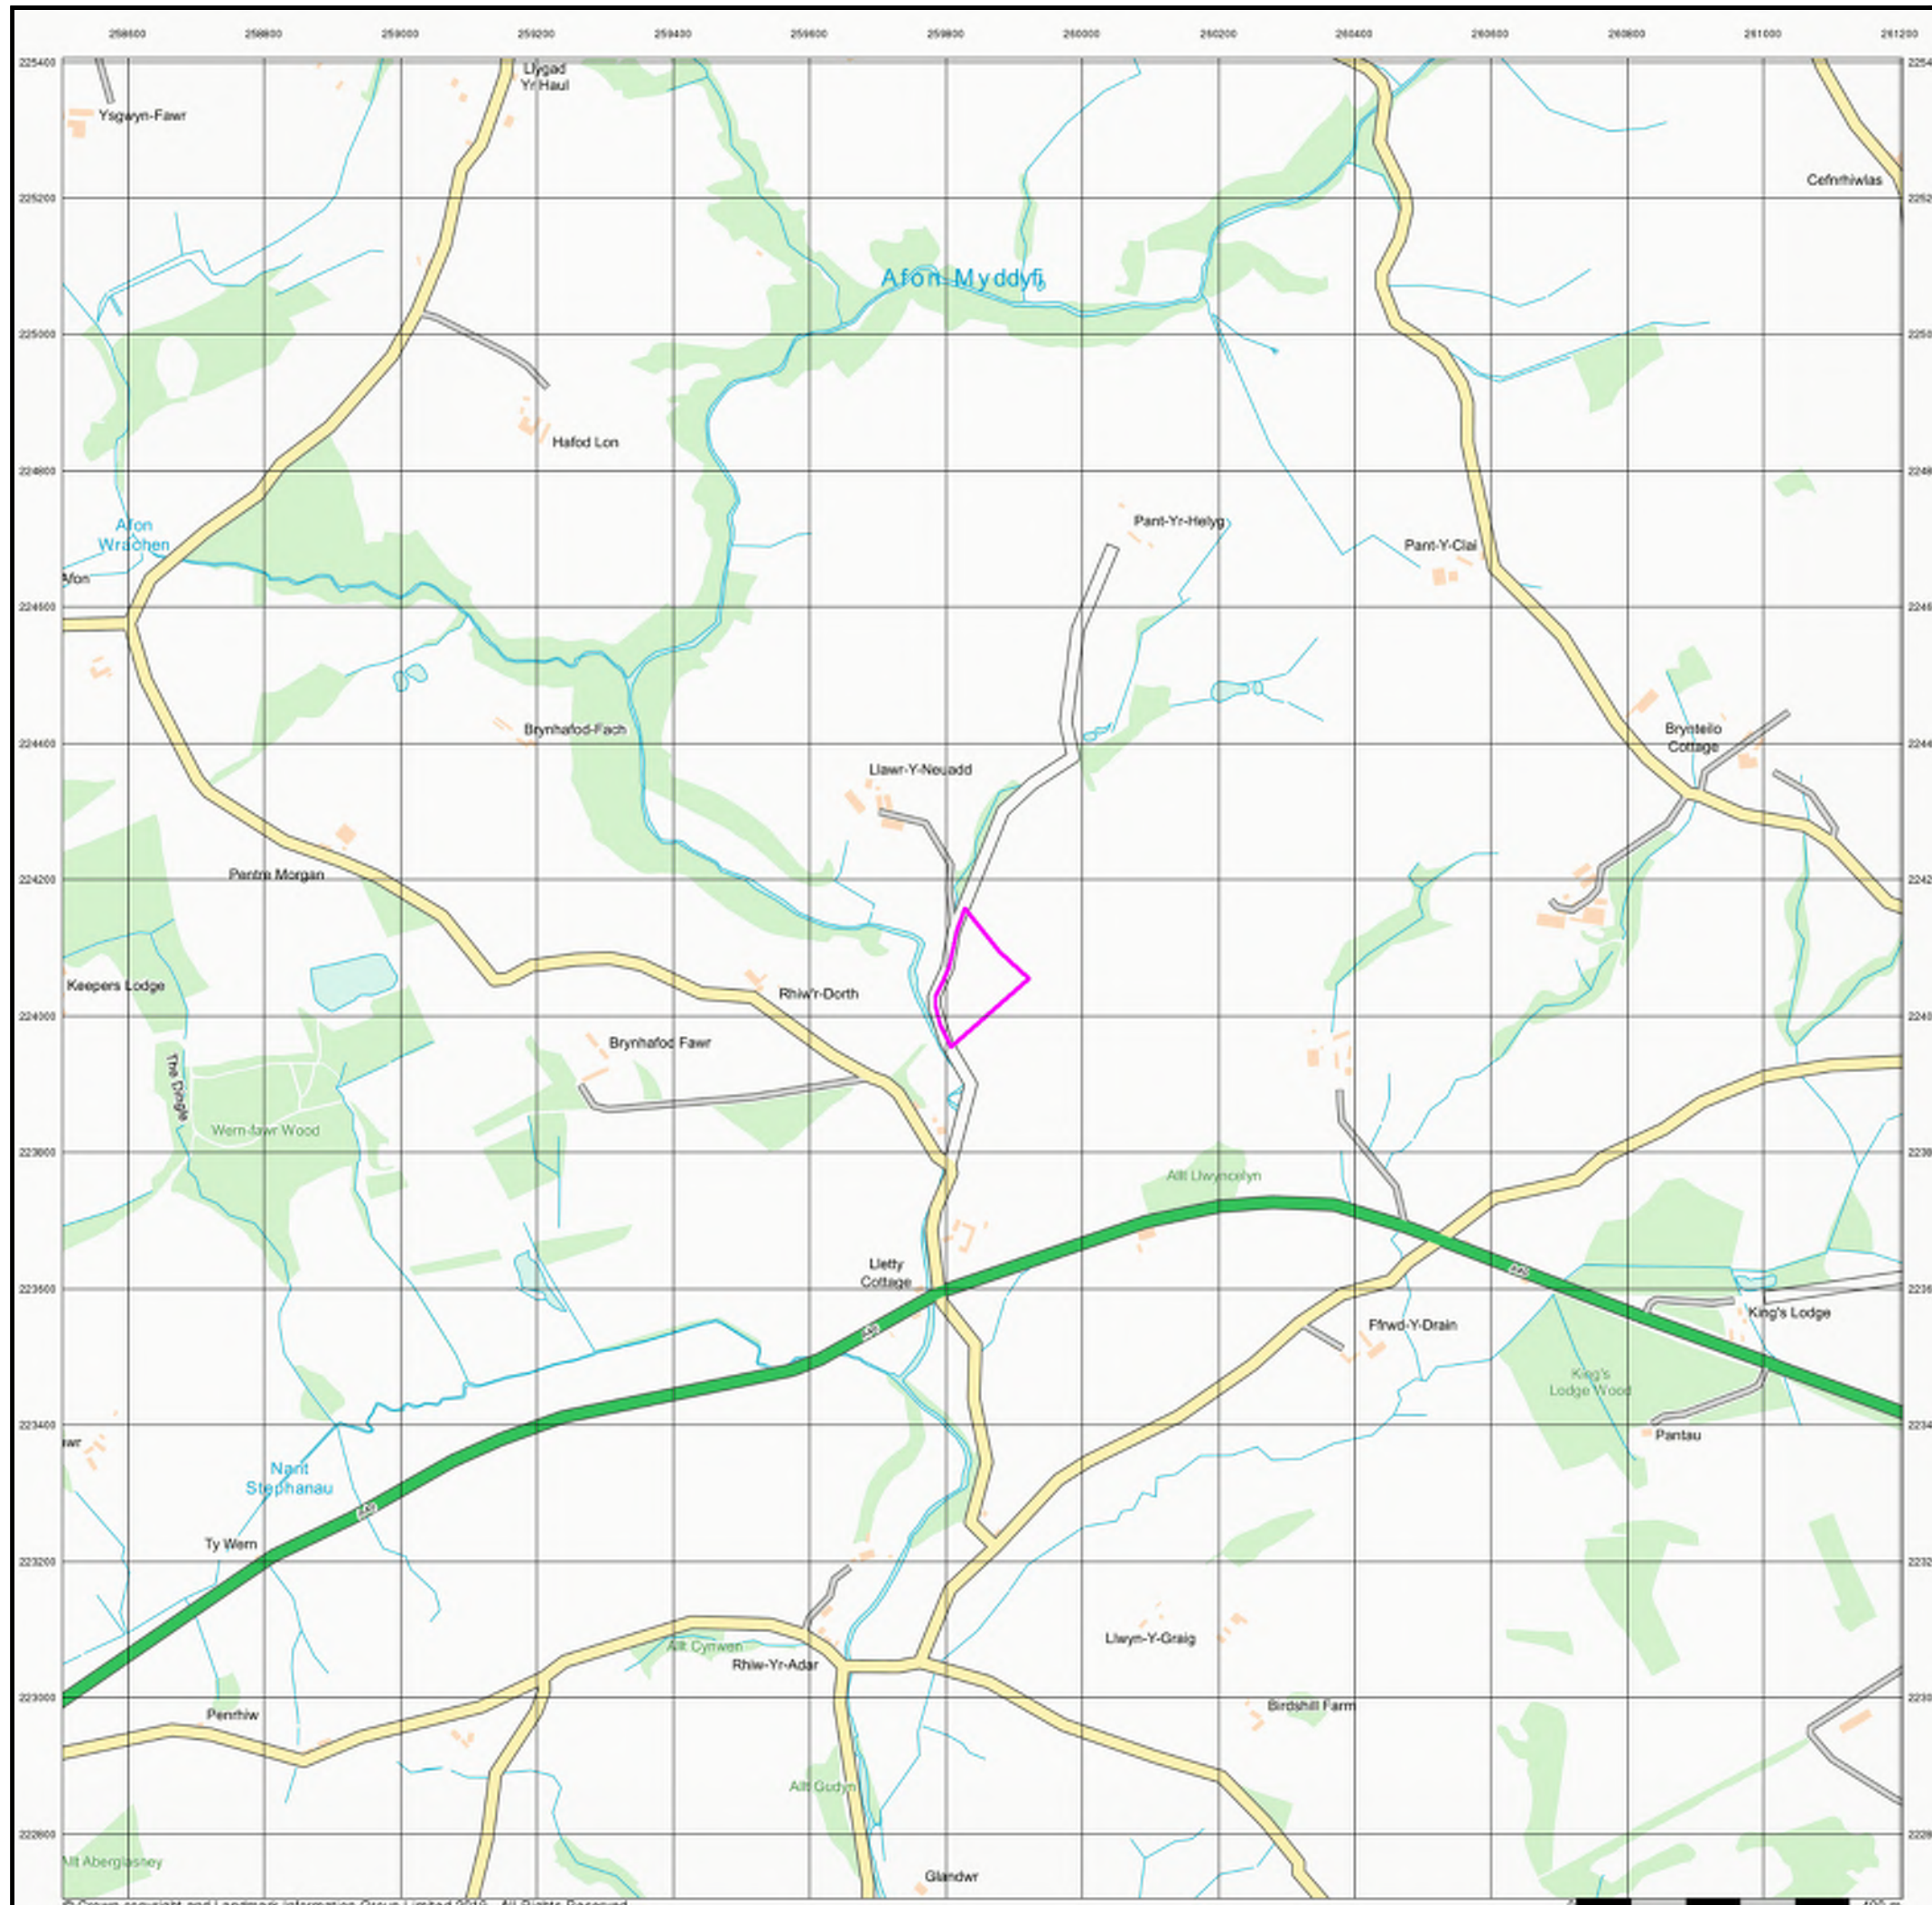 258600 258800 259000 259200 259400 259600 259800 260000 260200 260400 260600 260800 261000 261200
225400
Llygad
Yr Haul
Ysgwyn-Fawr
Cefnrhiwlas
225200
Afon Myddyfi
225000
Hafod Lon
224800
Afon
Wrachen
Pant-Yr-Helyg
Pant-Y-Clai
Afon
224600
Brynhafod-Fach
Brynteilo
Cottage
224400
Llawr-Y-Neuadd
Pentre Morgan
224200
Keepers Lodge
Rhiw'r-Dorth
224000
Brynhafod Fawr
The Dingle
Wern-fawr Wood
223800
Allt Llwyncelyn
Lletty
Cottage
A40
223600
King's Lodge
Ffrwd-Y-Drain
A40
King's
Lodge Wood
223400
awr
Pantau
Nant
Stephanau
A40
Ty Wern
223200
Llwyn-Y-Graig
Allt Cynwen
Rhiw-Yr-Adar
223000
Penrhiw
Birdshill Farm
Allt Gudyn
222800
Allt Aberglasney
Glandwr